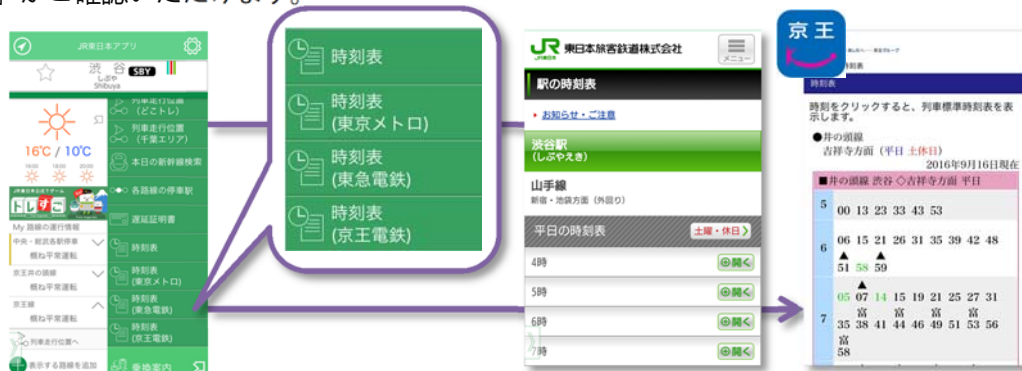 がご確認いただけます。
JR東日本アプリ
渋 谷 SBY
しぶや
Shibuya
16℃ / 10℃
トレすご
My 路線の運行情報
中央・総武各駅停車
概ね平常運転
京王井の頭線
概ね平常運転
京王線
概ね平常運転
列車走行位置へ
表示する路線を追加
列車走行位置
(どこトレ)
列車走行位置
(千葉エリア)
本日の新幹線検索
各路線の停車駅
遅延証明書
時刻表
時刻表
(東京メトロ)
時刻表
(東急電鉄)
時刻表
(京王電鉄)
乗換案内
時刻表
時刻表
(東京メトロ)
時刻表
(東急電鉄)
時刻表
(京王電鉄)
JR 東日本旅客鉄道株式会社
メニュー
駅の時刻表
お知らせ・ご注意
渋谷駅
(しぶやえき)
山手線
新宿・池袋方面（外回り）
平日の時刻表 土曜・休日
4時 開く
5時 開く
6時 開く
7時 開く
京王
時刻表
時刻をクリックすると、列車標準時刻表を表
示します。
●井の頭線
吉祥寺方面（平日 土休日）
2016年9月16日現在
■井の頭線 渋谷 ◇吉祥寺方面 平日
5 00 13 23 33 43 53
6 06 15 21 26 31 35 39 42 48
▲ ▲
51 58 59
▲
7 05 07 14 15 19 21 25 27 31
富 富 富 富
35 38 41 44 46 49 51 53 56
富
58